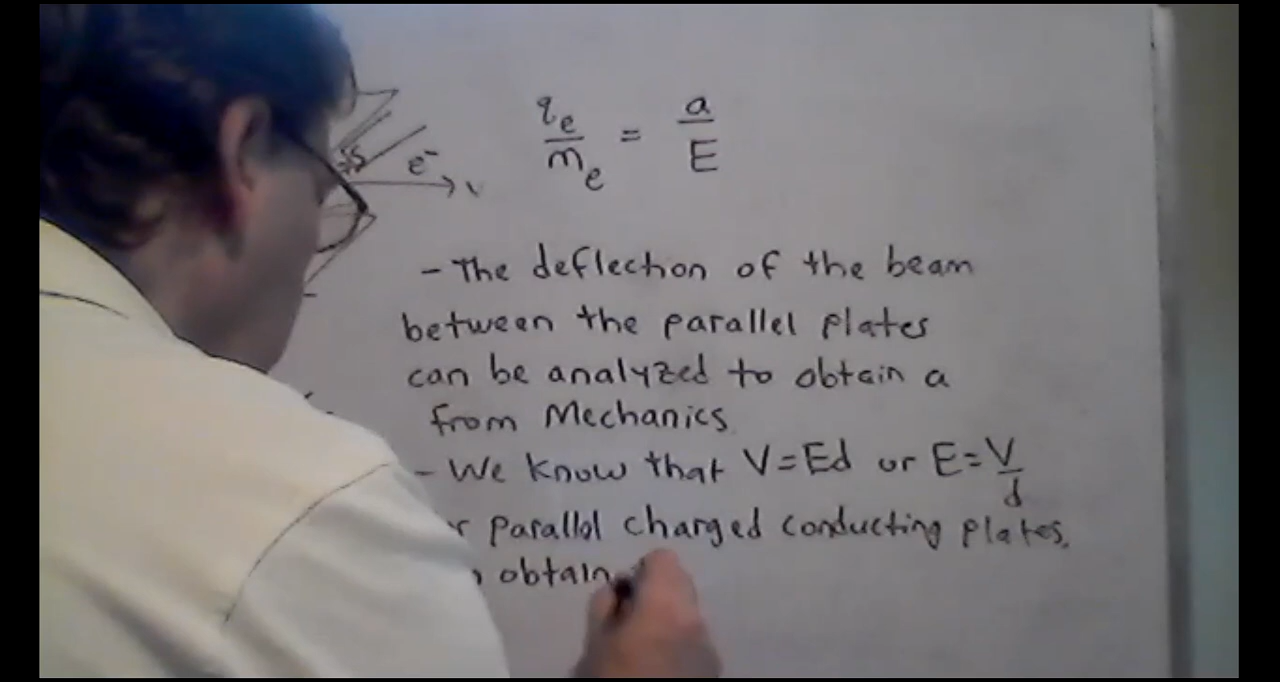 e⁻
qₑ/mₑ = a/E
- The deflection of the beam
between the parallel plates
can be analyzed to obtain a
from Mechanics.
- We know that V=Ed or E=V/d
parallel charged conducting plates.
obtain